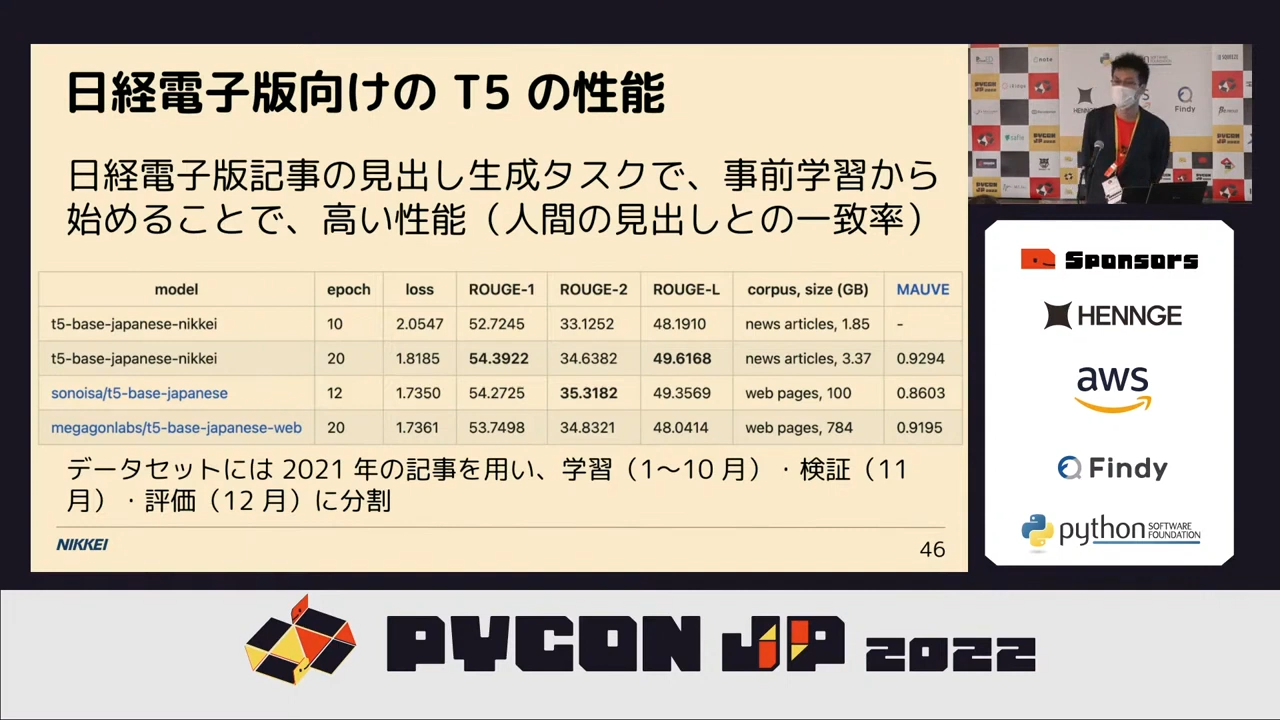 日経電子版向けの T5 の性能
日経電子版記事の見出し生成タスクで、事前学習から
始めることで、高い性能（人間の見出しとの一致率）
model epoch loss ROUGE-1 ROUGE-2 ROUGE-L corpus, size (GB) MAUVE
t5-base-japanese-nikkei 10 2.0547 52.7245 33.1252 48.1910 news articles, 1.85 -
t5-base-japanese-nikkei 20 1.8185 54.3922 34.6382 49.6168 news articles, 3.37 0.9294
sonoisa/t5-base-japanese 12 1.7350 54.2725 35.3182 49.3569 web pages, 100 0.8603
megagonlabs/t5-base-japanese-web 20 1.7361 53.7498 34.8321 48.0414 web pages, 784 0.9195
データセットには 2021 年の記事を用い、学習（1〜10 月）・検証（11
月）・評価（12 月）に分割
NIKKEI
46
note
HENNGE
Findy
Sponsors
HENNGE
aws
Findy
python SOFTWARE
FOUNDATION
PYCON JP 2022